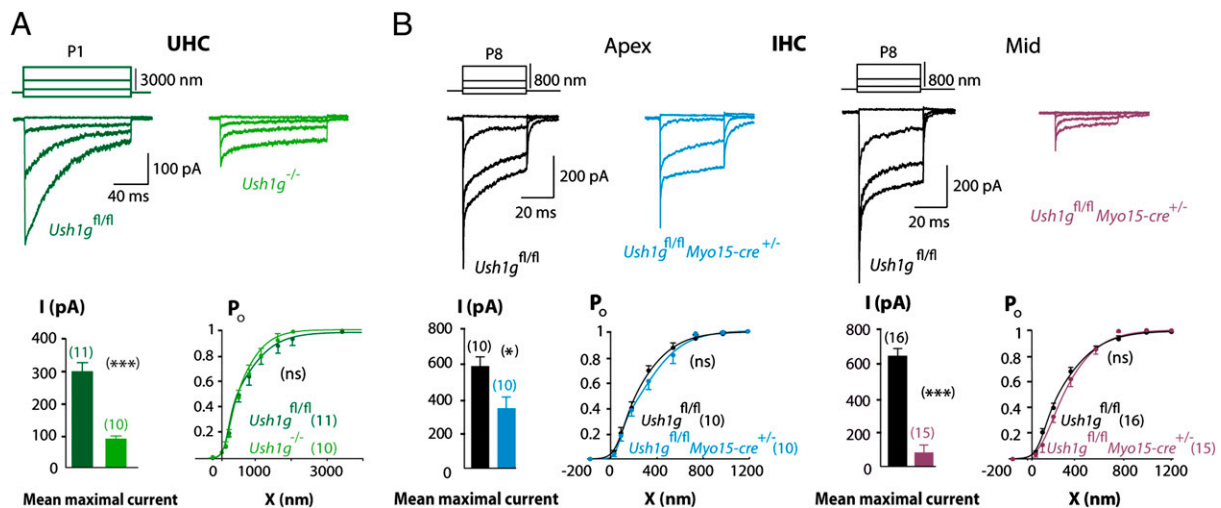 A
UHC
P1
3000 nm
100 pA
40 ms
Ush1g-/-
Ush1g fl/fl
I (pA)
400
300
200
100
0
(11)
(***)
(10)
Mean maximal current
Po
1
0.8
0.6
0.4
0.2
(ns)
Ush1g fl/fl (11)
Ush1g-/- (10)
0
1000
3000
X (nm)
B
Apex
IHC
Mid
P8
800 nm
200 pA
20 ms
Ush1g fl/fl
Ush1g fl/fl Myo15-cre+/-
I (pA)
800
600
400
200
0
(10)
(*)
(10)
Mean maximal current
Po
1
0.8
0.6
0.4
0.2
(ns)
Ush1g fl/fl
(10)
Ush1g fl/fl Myo15-cre+/- (10)
-200
0
400
800
1200
X (nm)
P8
800 nm
200 pA
20 ms
Ush1g fl/fl
Ush1g fl/fl Myo15-cre+/-
I (pA)
800
600
400
200
0
(16)
(***)
(15)
Mean maximal current
Po
1
0.8
0.6
0.4
0.2
(ns)
Ush1g fl/fl
(16)
Ush1g fl/fl Myo15-cre+/- (15)
-200
0
400
800
1200
X (nm)